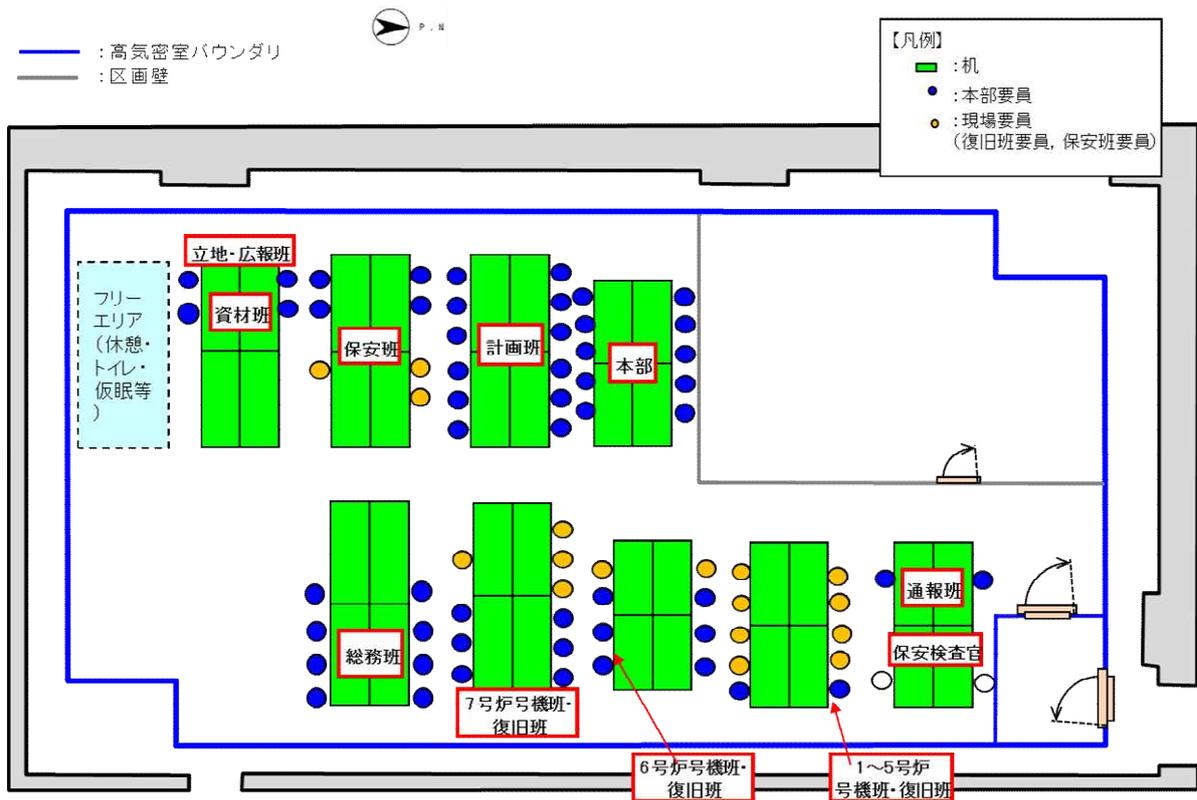 P.N
：高気密室バウンダリ
：区画壁
【凡例】
：机
：本部要員
：現場要員
（復旧班要員，保安班要員）
フリー
エリア
（休憩・
トイレ・
仮眠等
）
立地・広報班
資材班
保安班
計画班
本部
総務班
7号炉号機班・
復旧班
6号炉号機班・
復旧班
1～5号炉
号機班・復旧班
通報班
保安検査官